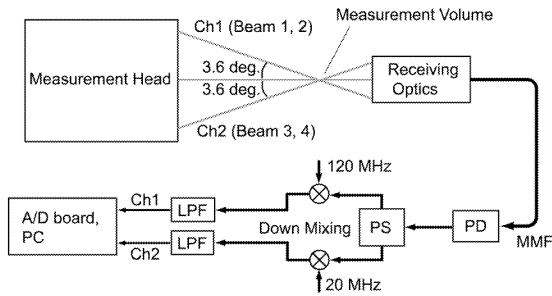 Ch1 (Beam 1, 2)
Measurement Volume
Measurement Head
3.6 deg.
3.6 deg.
Receiving
Optics
Ch2 (Beam 3, 4)
120 MHz
A/D board,
PC
Ch1
LPF
Down Mixing
PS
PD
Ch2
LPF
MMF
20 MHz